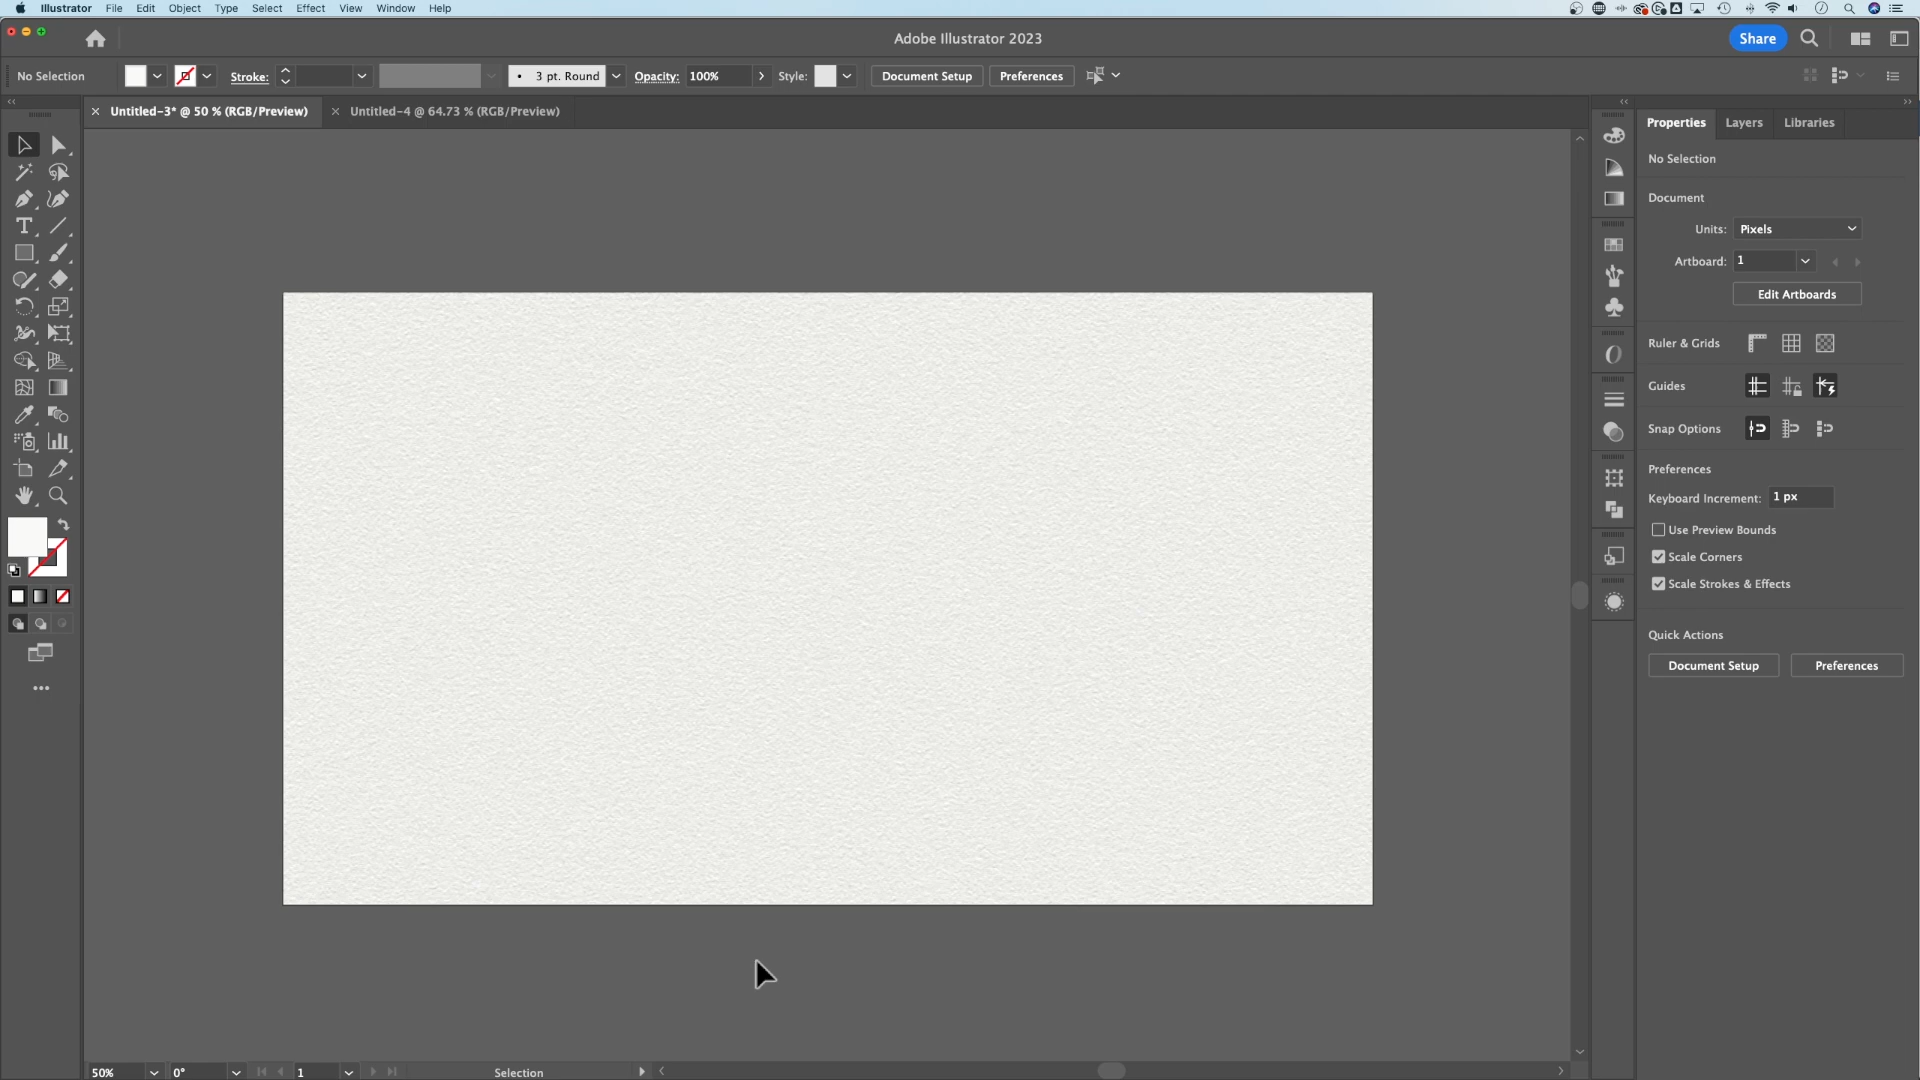 Illustrator File Edit Object Type Select Effect View Window Help
Adobe Illustrator 2023
Share
No Selection
Stroke:
3 pt. Round
Opacity: 100%
Style:
Document Setup
Preferences
Untitled-3* @ 50 % (RGB/Preview)
Untitled-4 @ 64.73 % (RGB/Preview)
Properties
Layers
Libraries
No Selection
Document
Units: Pixels
Artboard: 1
Edit Artboards
Ruler & Grids
Guides
Snap Options
Preferences
Keyboard Increment: 1 px
Use Preview Bounds
Scale Corners
Scale Strokes & Effects
Quick Actions
Document Setup
Preferences
50%
0°
1
Selection